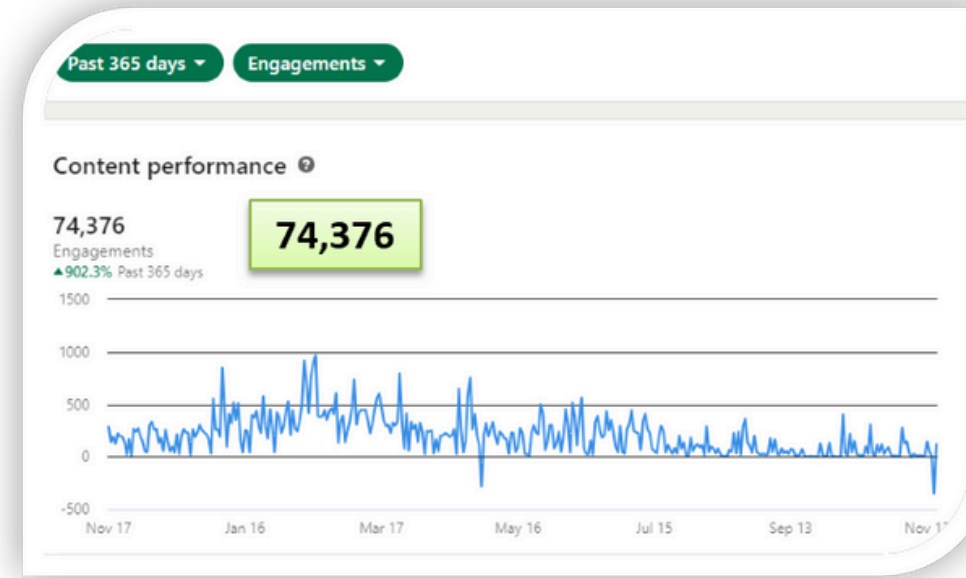 Past 365 days
Engagements
Content performance
74,376
74,376
Engagements
▲902.3% Past 365 days
1500
1000
500
0
-500
Nov 17 Jan 16 Mar 17 May 16 Jul 15 Sep 13 Nov